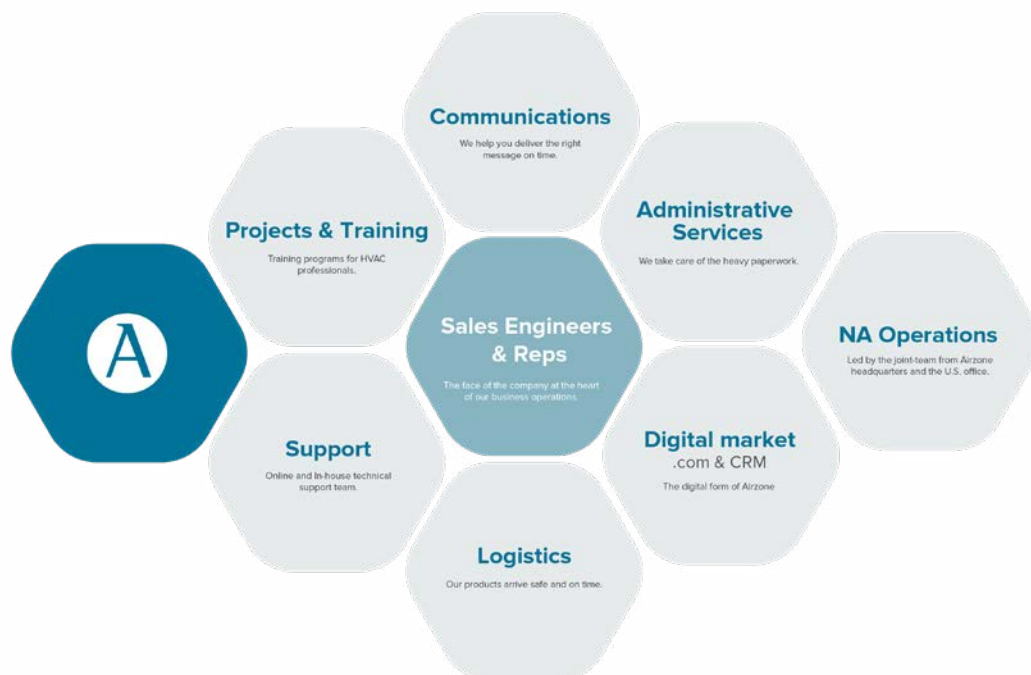 Communications
We help you deliver the right
message on time.
Projects & Training
Training programs for HVAC
professionals.
Administrative
Services
We take care of the heavy paperwork.
A
Sales Engineers
& Reps
The face of the company at the heart
of our business operations.
NA Operations
Led by the joint-team from Airzone
headquarters and the U.S. office.
Support
Online and in-house technical
support team.
Digital market
.com & CRM
The digital form of Airzone
Logistics
Our products arrive safe and on time.